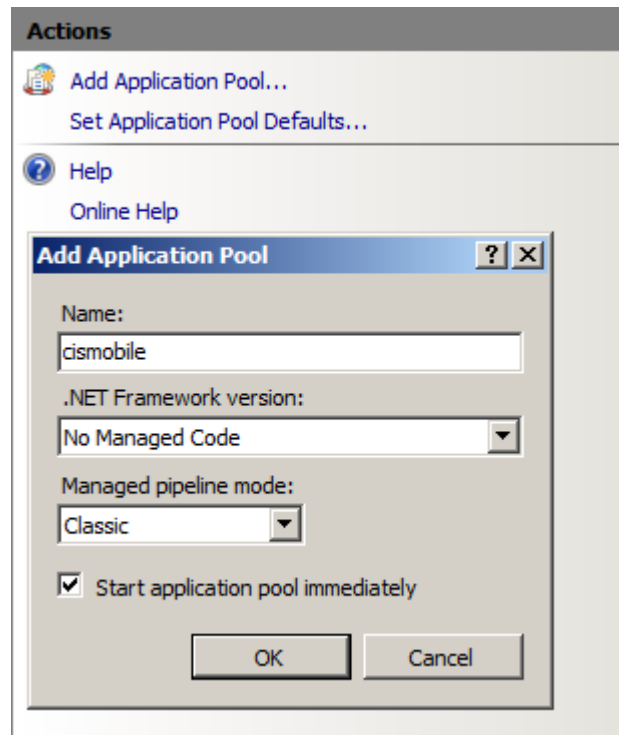 Actions
Add Application Pool...
Set Application Pool Defaults...
Help
Online Help
Add Application Pool
Name:
cismobile
.NET Framework version:
No Managed Code
Managed pipeline mode:
Classic
Start application pool immediately
OK Cancel